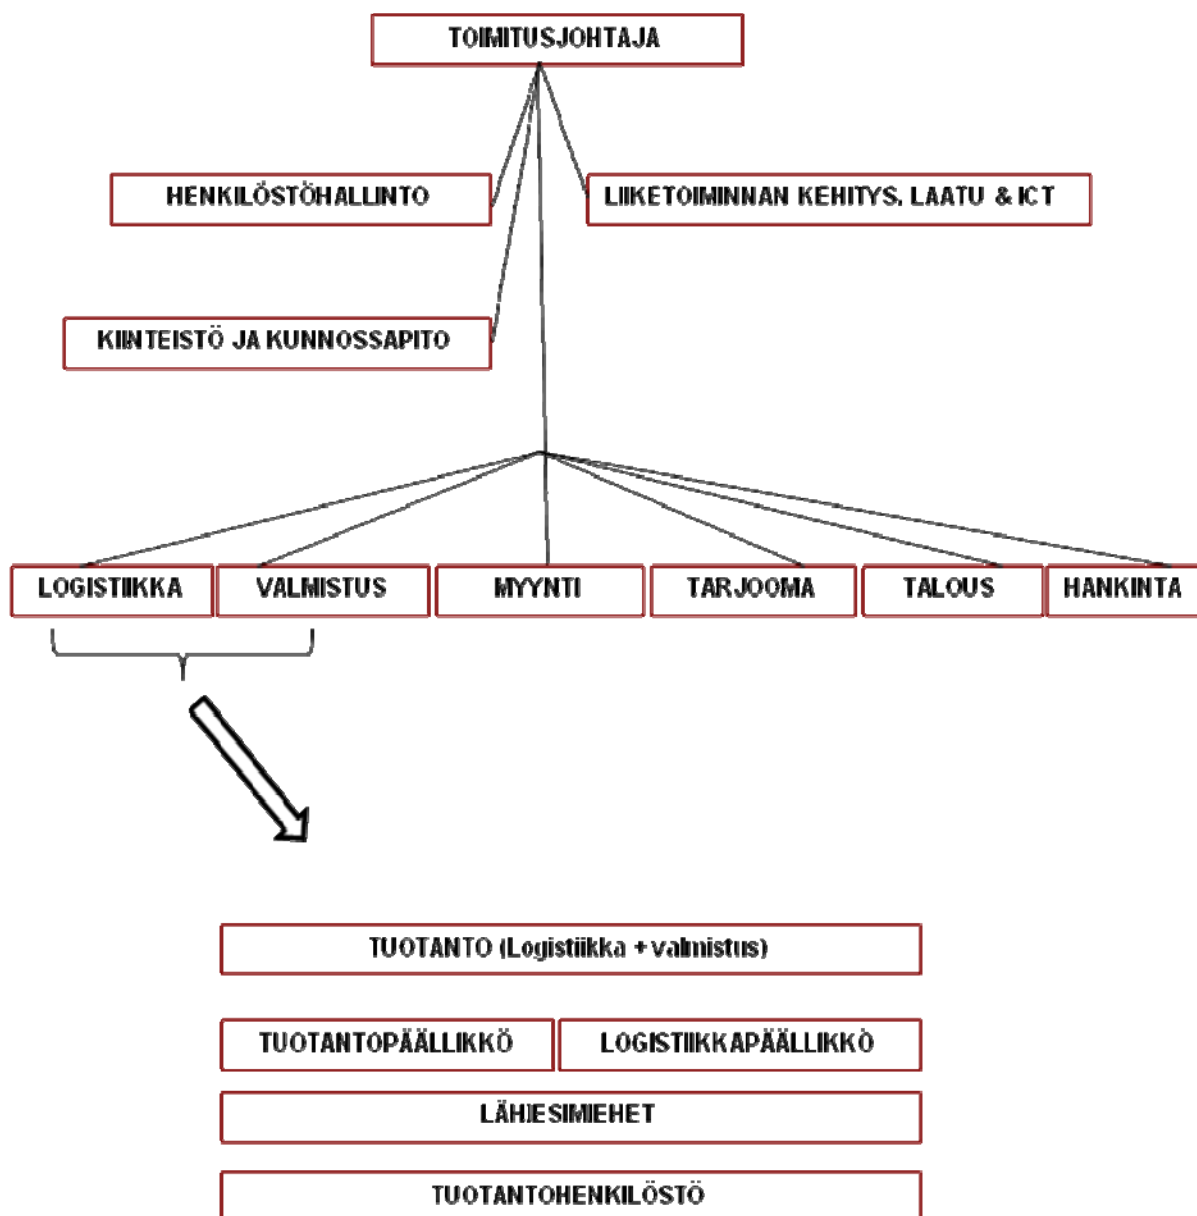 TOIMITUSJOHTAJA
HENKILÖSTÖHALLINTO
LIIKETOIMINNAN KEHITYS, LAATU & ICT
KIINTEISTÖ JA KUNNOSSAPITO
LOGISTIIKKA
VALMISTUS
MYYNTI
TARJOOMA
TALOUS
HANKINTA
TUOTANTO (Logistiikka + valmistus)
TUOTANTOPÄÄLLIKKÖ
LOGISTIIKKAPÄÄLLIKKÖ
LÄHIESIMIEHET
TUOTANTOHENKILÖSTÖ